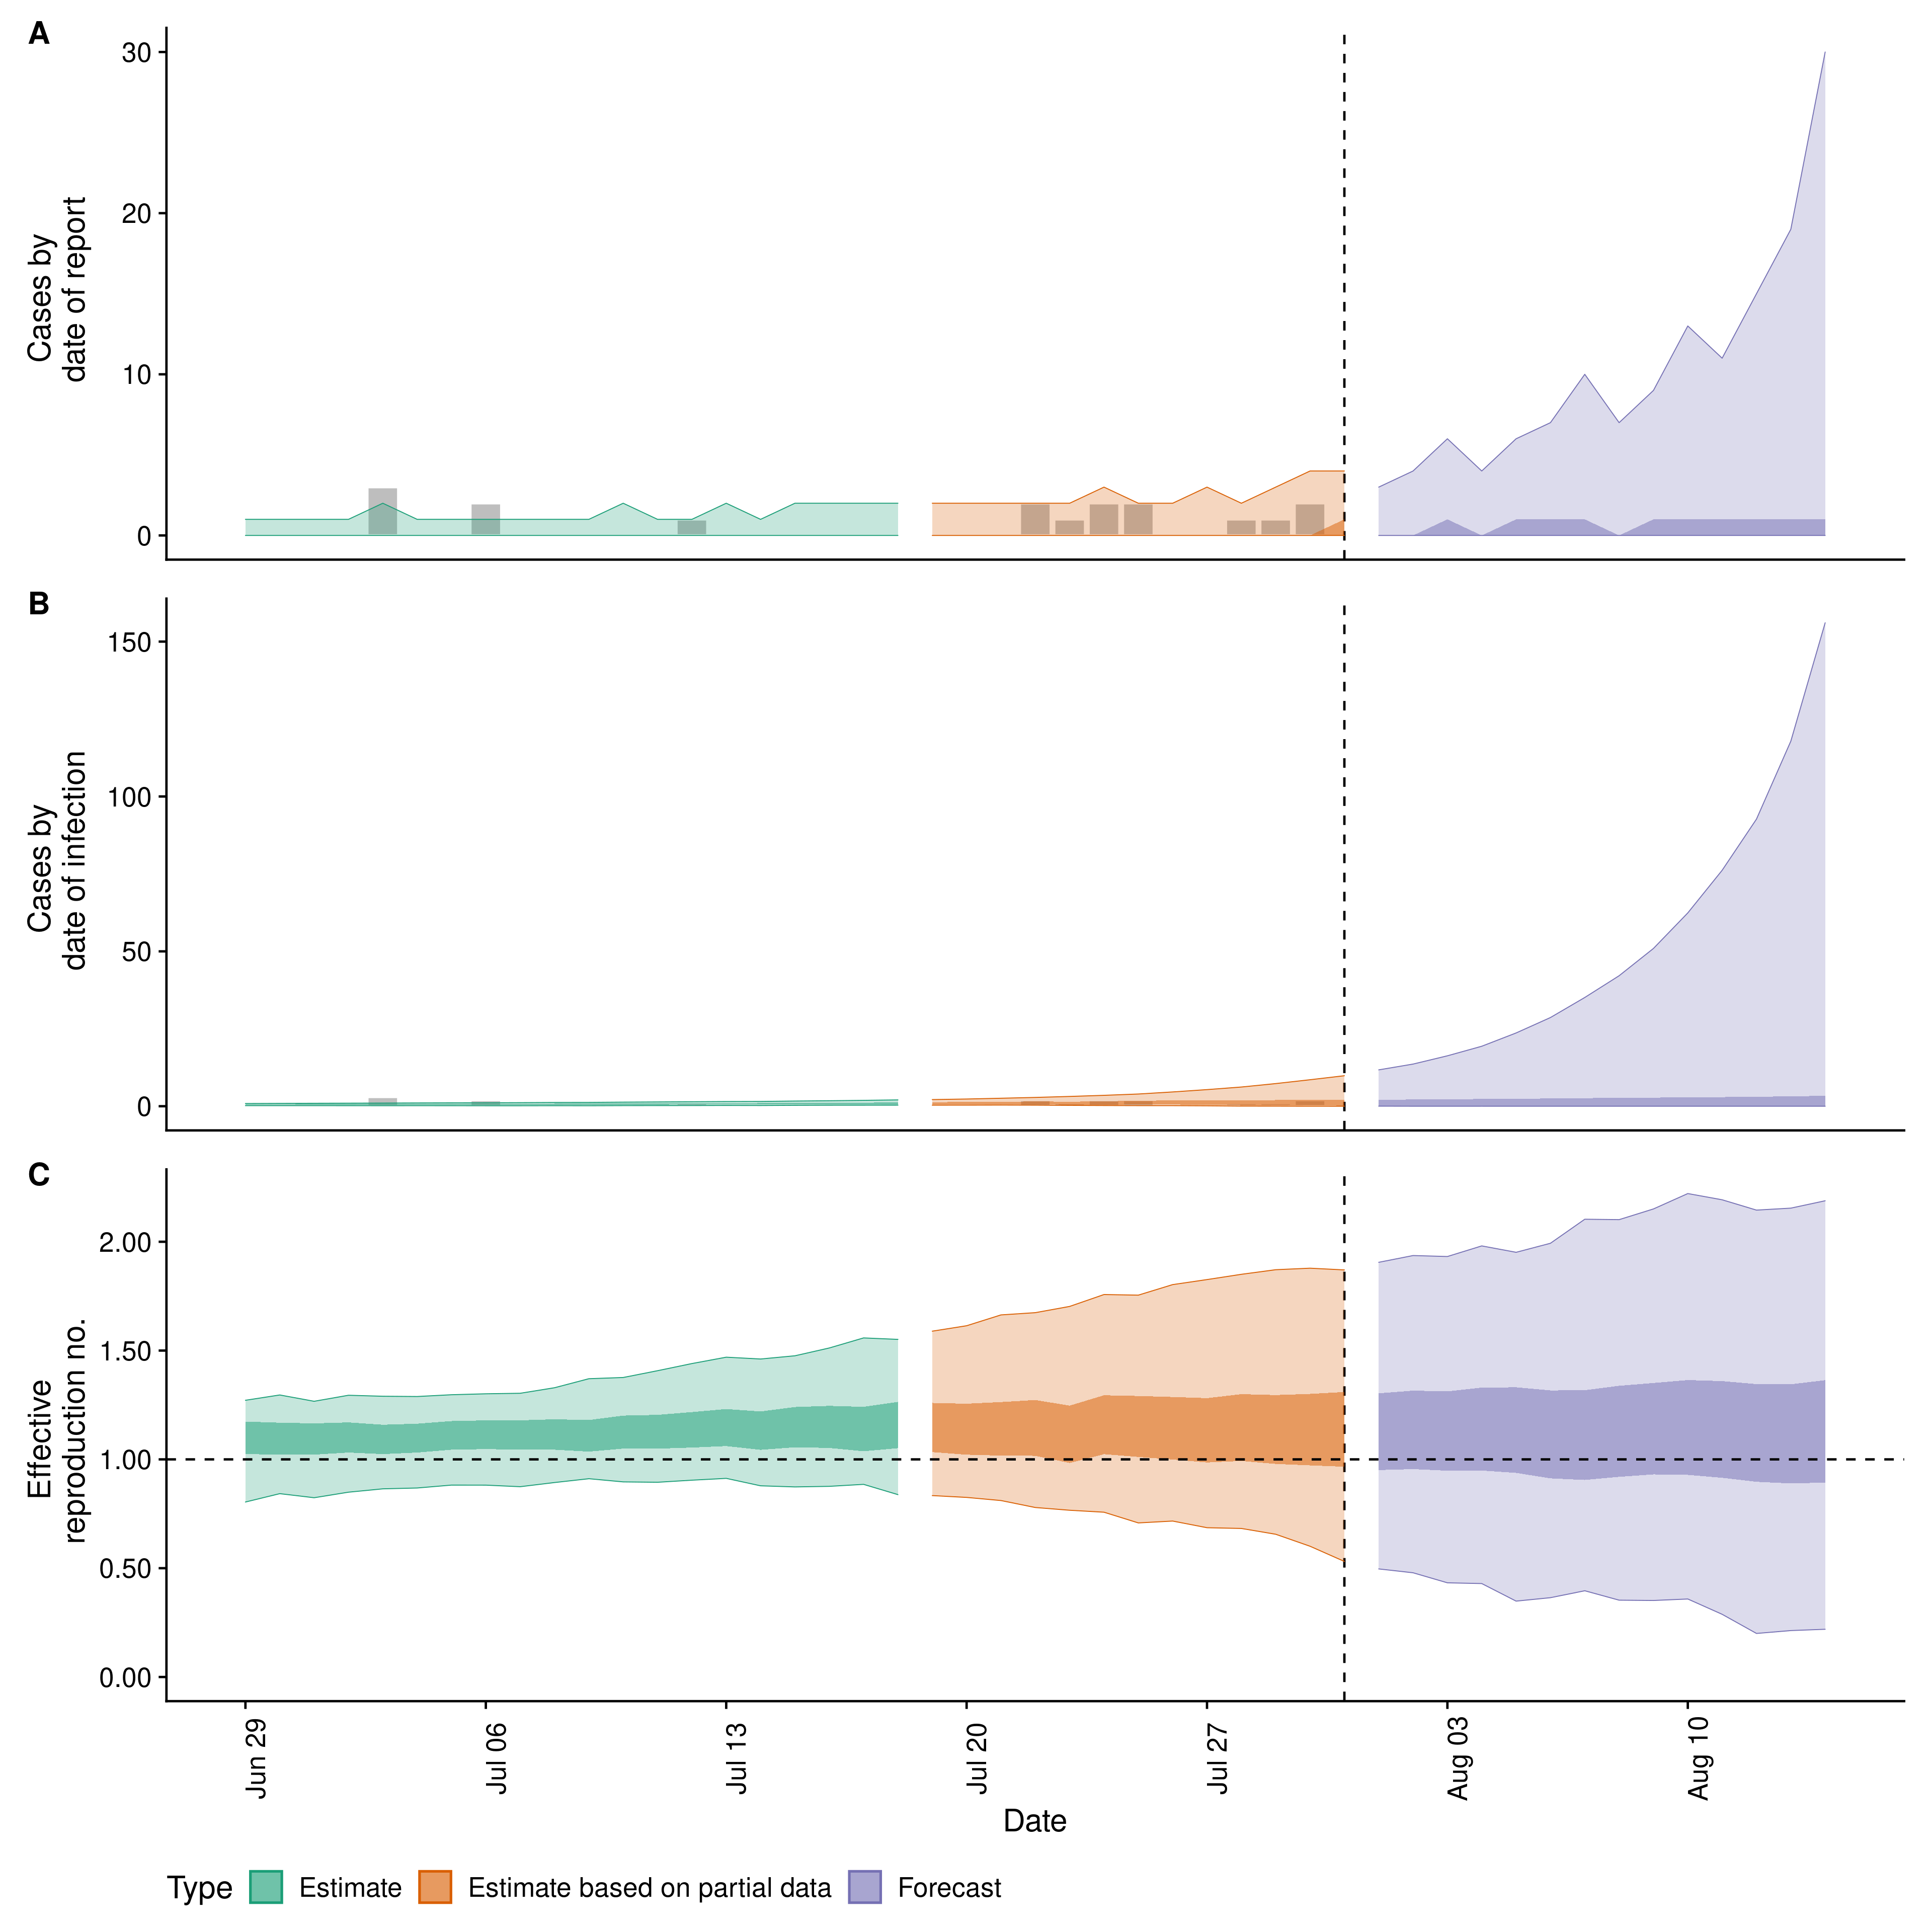 A
30
20
10
0
Cases by
date of report
B
150
100
50
0
Cases by
date of infection
C
2.00
1.50
1.00
0.50
0.00
Effective
reproduction no.
Jun 29
Jul 06
Jul 13
Jul 20
Jul 27
Aug 03
Aug 10
Date
Type Estimate Estimate based on partial data Forecast